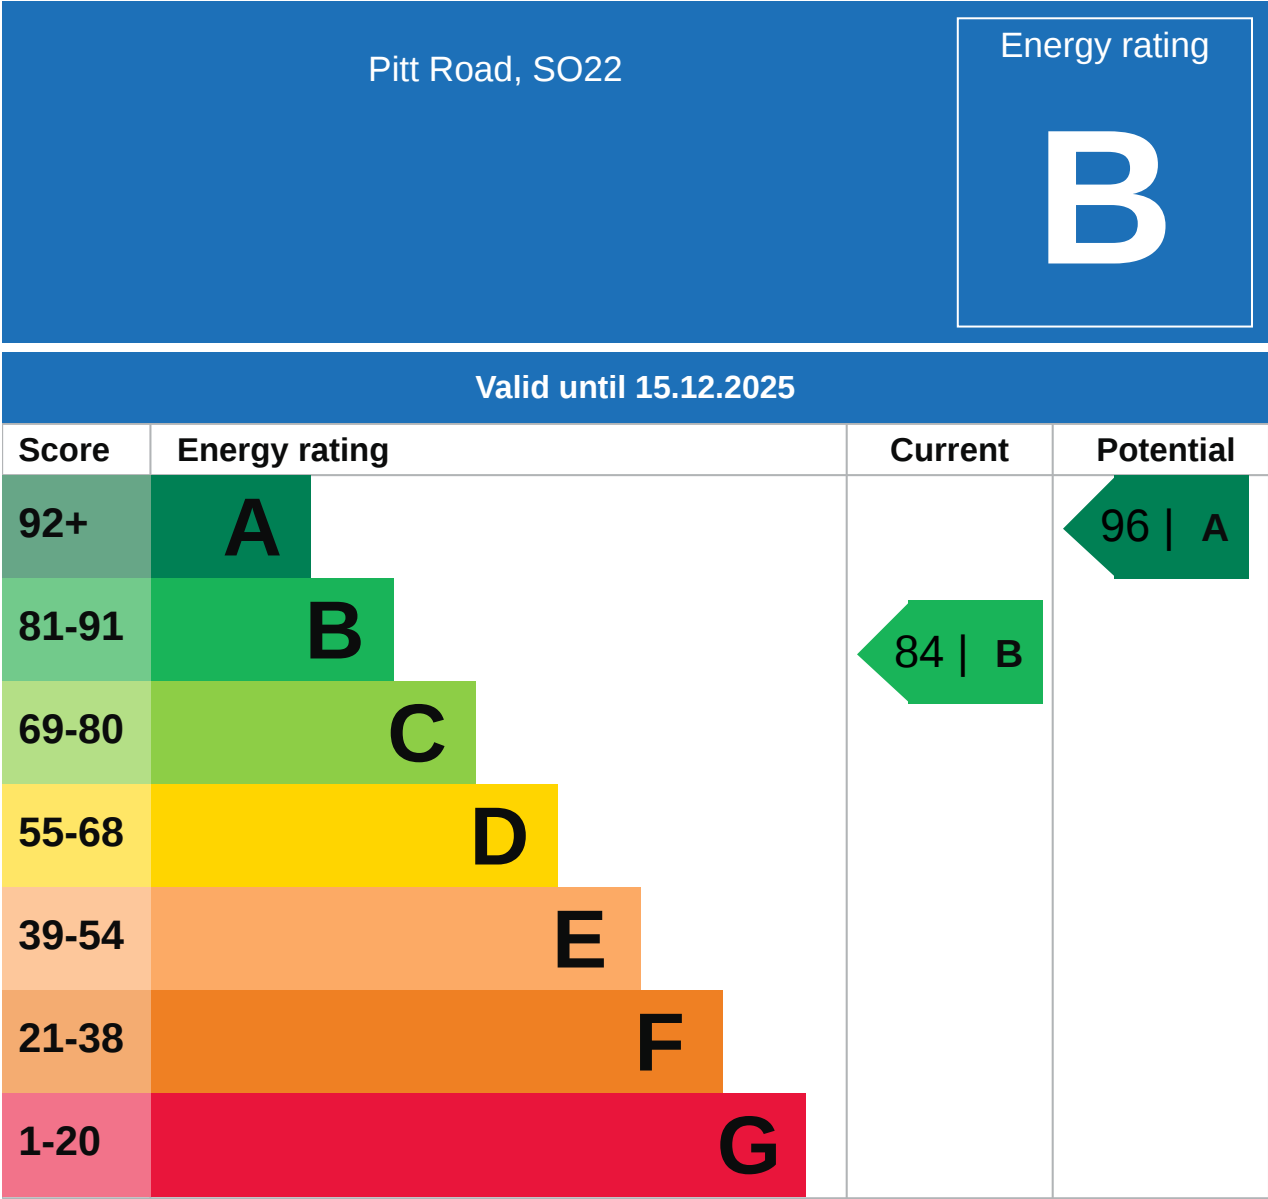 Pitt Road, SO22
Energy rating
B
Valid until 15.12.2025
Score Energy rating Current Potential
92+ A 96 | A
81-91 B 84 | B
69-80 C
55-68 D
39-54 E
21-38 F
1-20 G